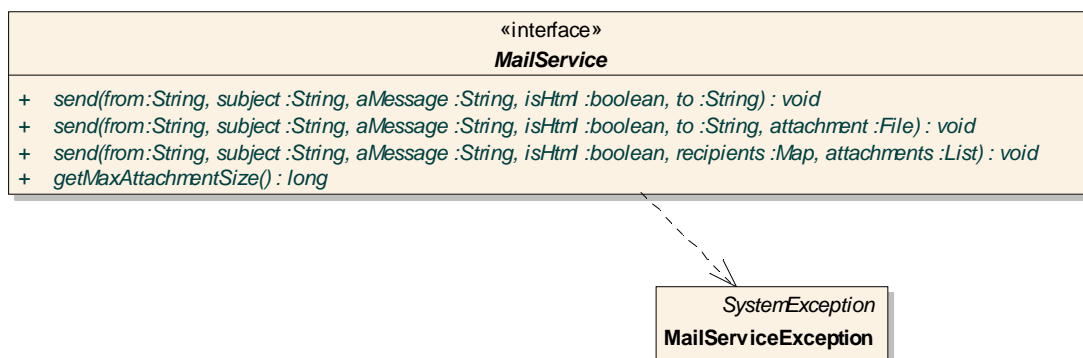 «interface»
MailService
+ send(from :String, subject :String, aMessage :String, isHtml :boolean, to :String) : void
+ send(from :String, subject :String, aMessage :String, isHtml :boolean, to :String, attachment :File) : void
+ send(from :String, subject :String, aMessage :String, isHtml :boolean, recipients :Map, attachments :List) : void
+ getMaxAttachmentSize() : long
SystemException
MailServiceException